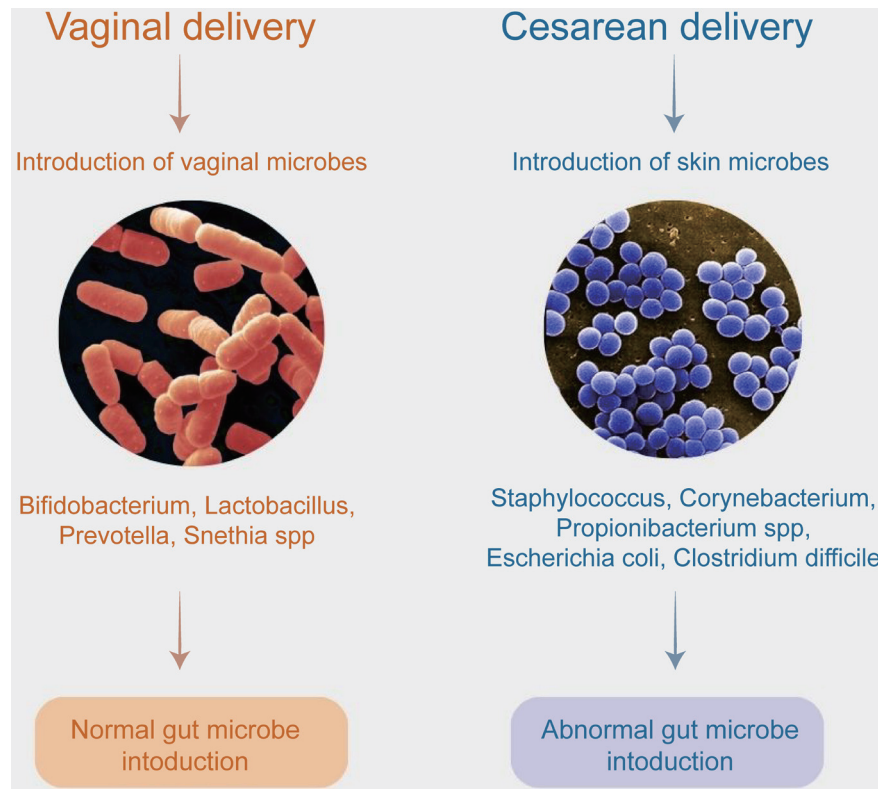 Vaginal delivery
Introduction of vaginal microbes
Bifidobacterium, Lactobacillus,
Prevotella, Snethia spp
Normal gut microbe
intoduction
Cesarean delivery
Introduction of skin microbes
Staphylococcus, Corynebacterium,
Propionibacterium spp,
Escherichia coli, Clostridium difficile
Abnormal gut microbe
intoduction